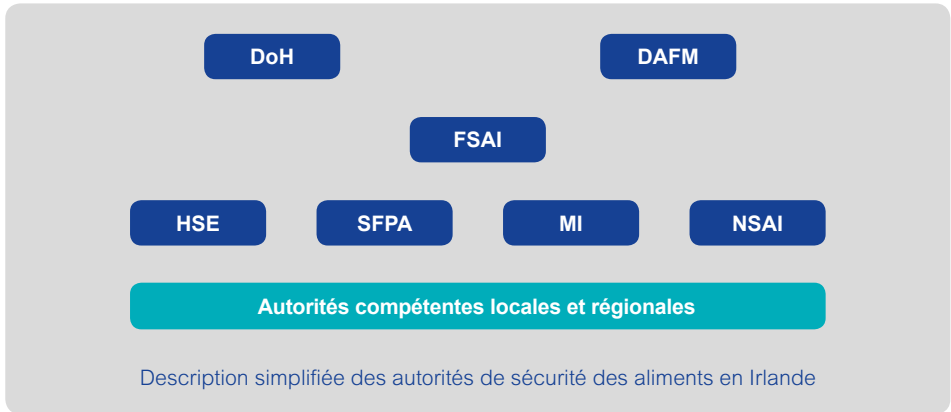 DoH DAFM
FSAI
HSE SFPA MI NSAI
Autorités compétentes locales et régionales
Description simplifiée des autorités de sécurité des aliments en Irlande